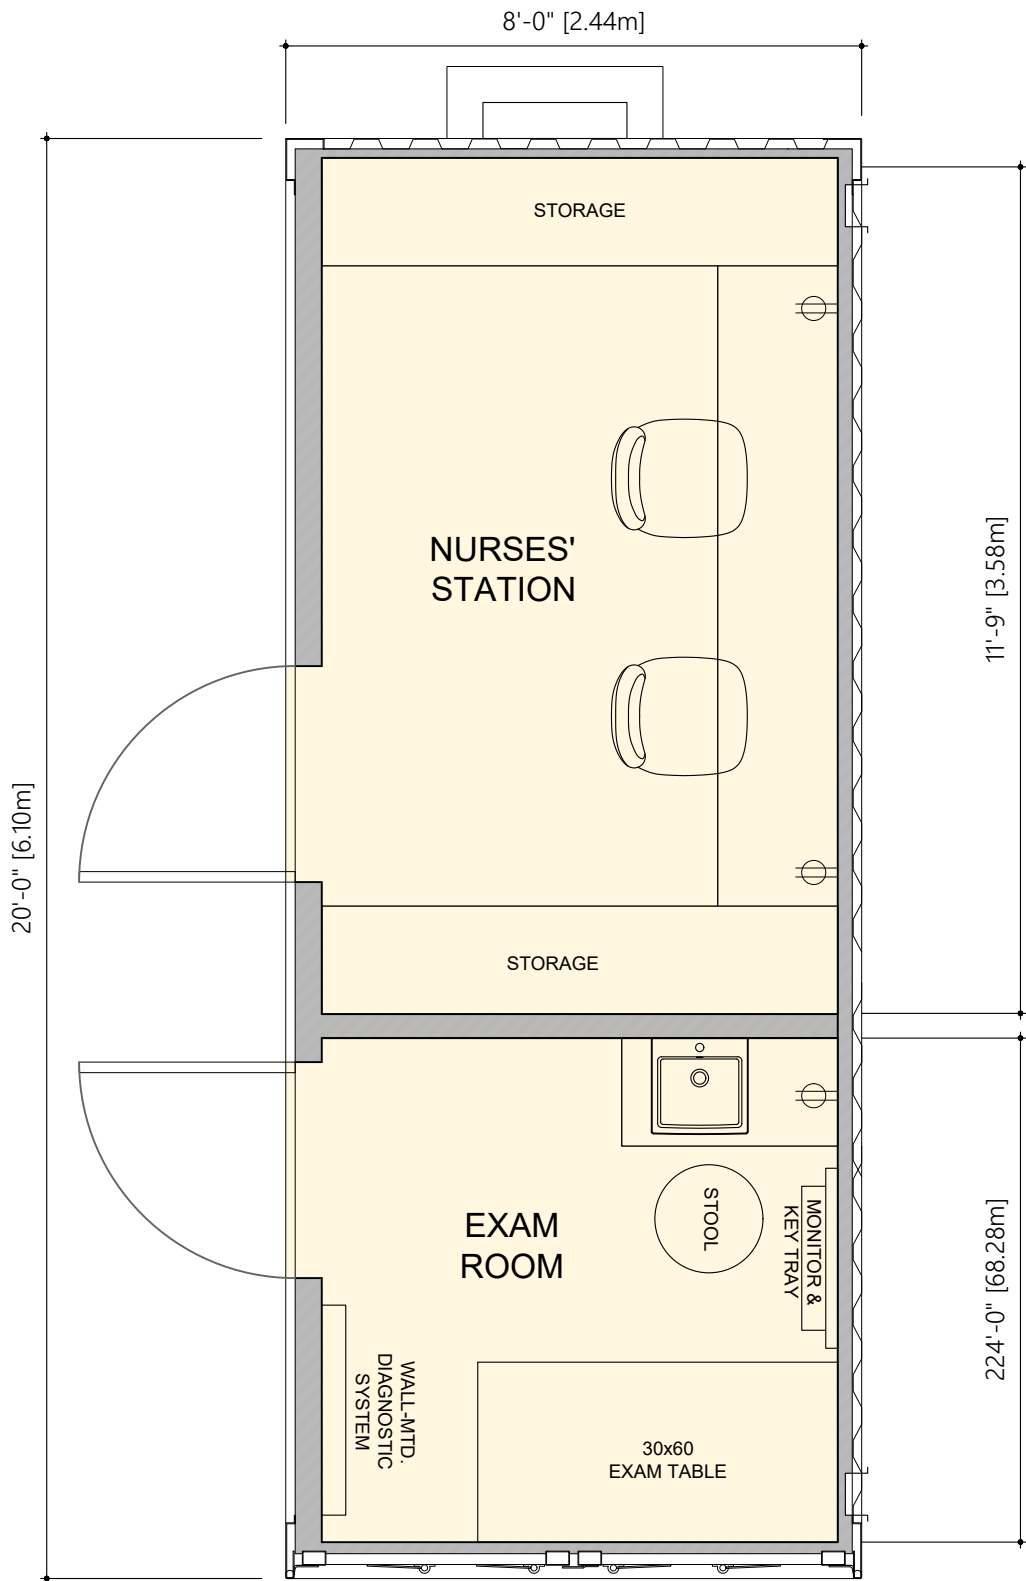 8'-0" [2.44m]
STORAGE
NURSES'
STATION
11'-9" [3.58m]
20'-0" [6.10m]
STORAGE
EXAM
ROOM
STOOL
MONITOR &
KEY TRAY
224'-0" [68.28m]
WALL-MTD.
DIAGNOSTIC
SYSTEM
30x60
EXAM TABLE